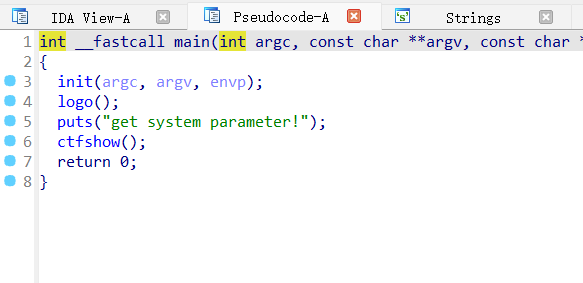 IDA View-A Pseudocode-A Strings
1 int __fastcall main(int argc, const char **argv, const char *
2 {
3 init(argc, argv, envp);
4 logo();
5 puts("get system parameter!");
6 ctfshow();
7 return 0;
8 }